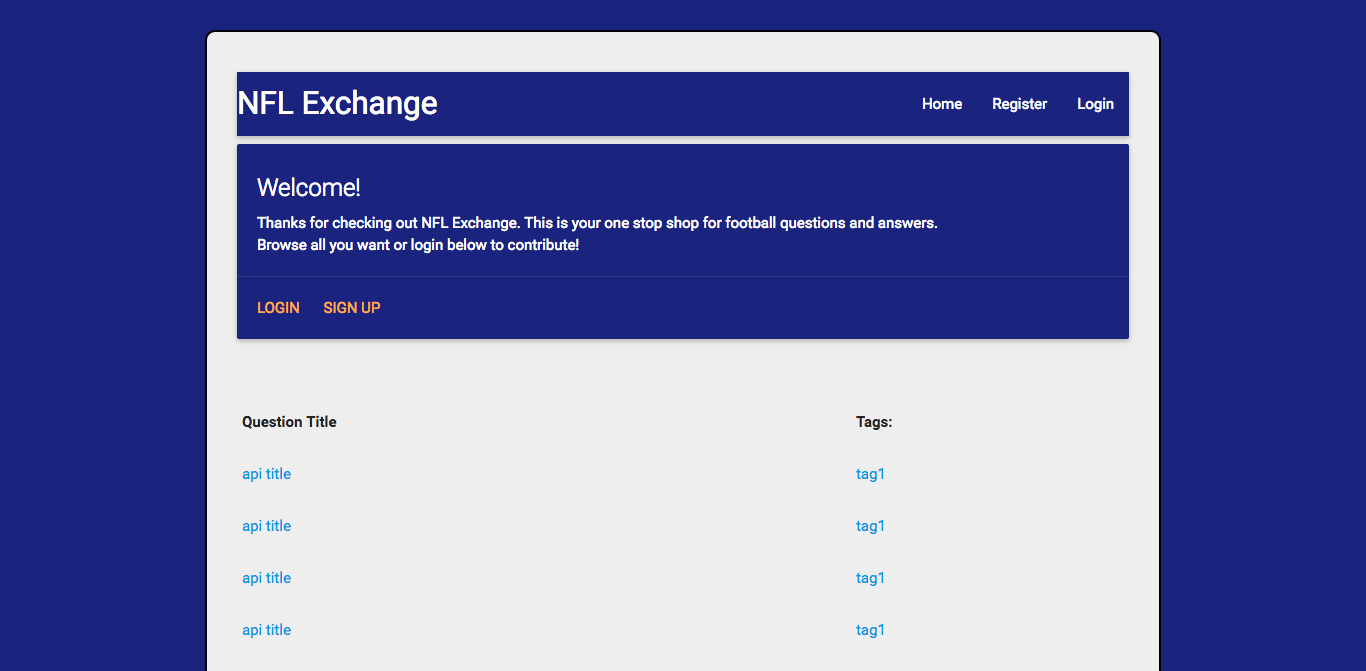 NFL Exchange
Home Register Login
Welcome!
Thanks for checking out NFL Exchange. This is your one stop shop for football questions and answers.
Browse all you want or login below to contribute!
LOGIN SIGN UP
Question Title Tags:
api title tag1
api title tag1
api title tag1
api title tag1